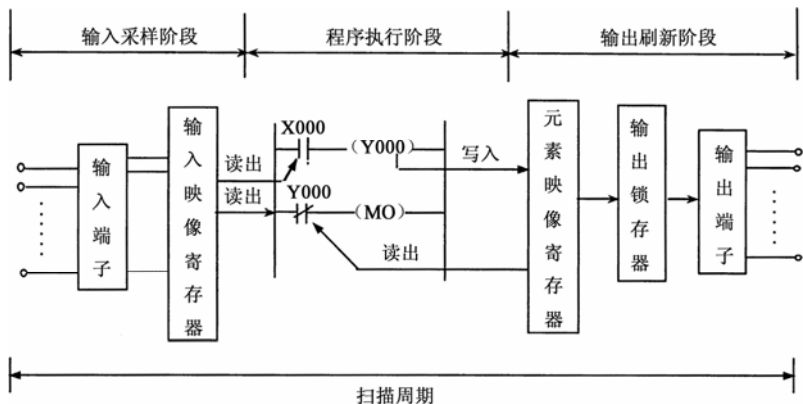 输入采样阶段
程序执行阶段
输出刷新阶段
输入端子
输入映像寄存器
读出
读出
X000
(Y000)
Y000
(MO)
写入
读出
元素映像寄存器
输出锁存器
输出端子
扫描周期